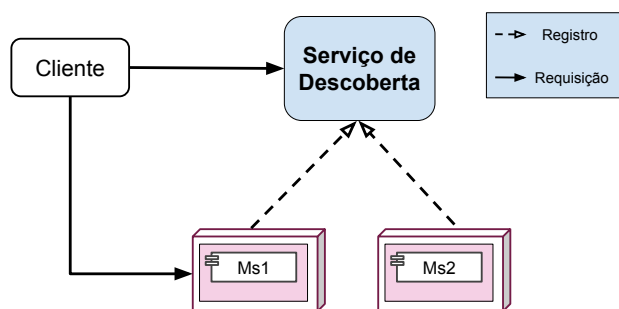 Cliente
Serviço de
Descoberta
Registro
Requisição
Ms1
Ms2